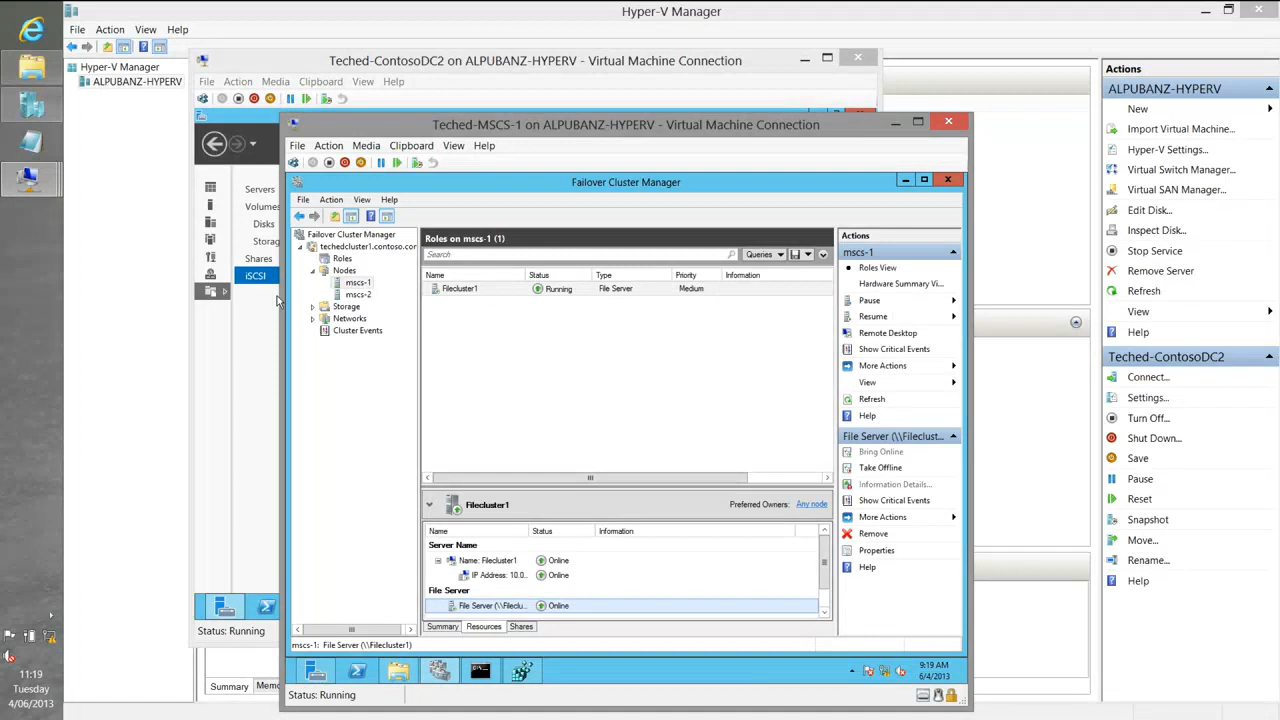 Hyper-V Manager
File Action View Help
Hyper-V Manager
ALPUBANZ-HYPERV
Teched-ContosoDC2 on ALPUBANZ-HYPERV - Virtual Machine Connection
File Action Media Clipboard View Help
Servers
Volumes
Disks
Storag
Shares
iSCSI
Status: Running
Summary Memo
Teched-MSCS-1 on ALPUBANZ-HYPERV - Virtual Machine Connection
File Action Media Clipboard View Help
Failover Cluster Manager
File Action View Help
Failover Cluster Manager
techedcluster1.contoso.cor
Roles
Nodes
mscs-1
mscs-2
Storage
Networks
Cluster Events
Roles on mscs-1 (1)
Search
Queries
Name Status Type Priority Information
Filecluster1 Running File Server Medium
Filecluster1
Preferred Owners: Any node
Name Status Information
Server Name
Name: Filecluster1 Online
IP Address: 10.0... Online
File Server
File Server (\\Fileclu... Online
Summary Resources Shares
mscs-1: File Server (\\Filecluster1)
Actions
mscs-1
Roles View
Hardware Summary Vi...
Pause
Resume
Remote Desktop
Show Critical Events
More Actions
View
Refresh
Help
File Server (\\Fileclust...
Bring Online
Take Offline
Information Details...
Show Critical Events
More Actions
Remove
Properties
Help
9:19 AM
6/4/2013
Status: Running
Actions
ALPUBANZ-HYPERV
New
Import Virtual Machine...
Hyper-V Settings...
Virtual Switch Manager...
Virtual SAN Manager...
Edit Disk...
Inspect Disk...
Stop Service
Remove Server
Refresh
View
Help
Teched-ContosoDC2
Connect...
Settings...
Turn Off...
Shut Down...
Save
Pause
Reset
Snapshot
Move...
Rename...
Help
11:19
Tuesday
4/06/2013